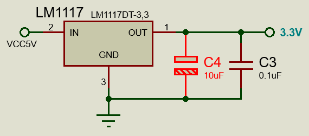 LM1117
LM1117DT-3,3
2
IN
OUT
1
3.3V
VCC5V
GND
C4
C3
3
10uF
0.1uF